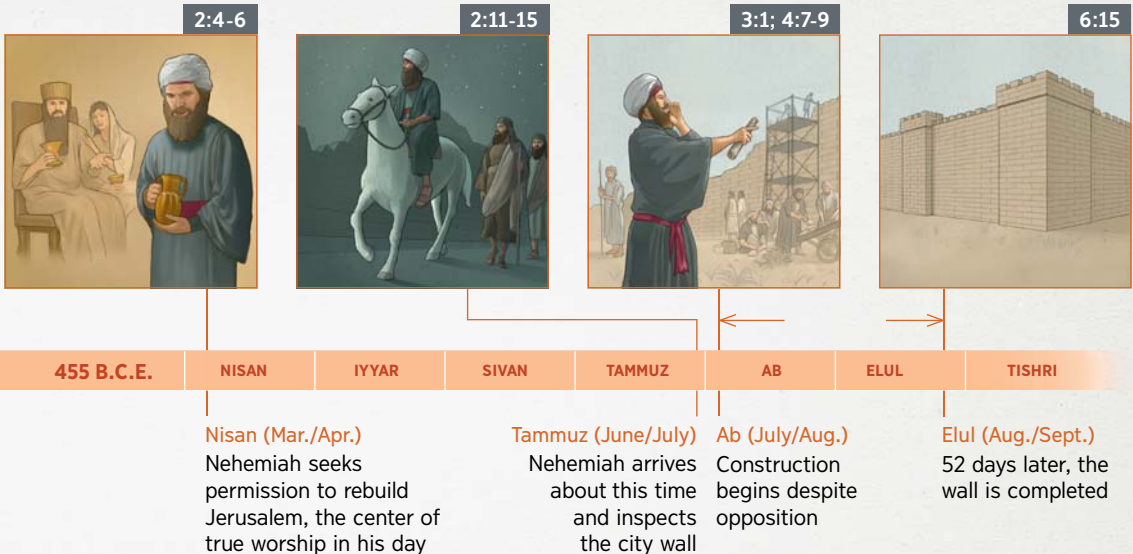 2:4-6
2:11-15
3:1; 4:7-9
6:15
455 B.C.E.
NISAN
IYYAR
SIVAN
TAMMUZ
AB
ELUL
TISHRI
Nisan (Mar./Apr.)
Nehemiah seeks
permission to rebuild
Jerusalem, the center of
true worship in his day
Tammuz (June/July)
Nehemiah arrives
about this time
and inspects
the city wall
Ab (July/Aug.)
Construction
begins despite
opposition
Elul (Aug./Sept.)
52 days later, the
wall is completed